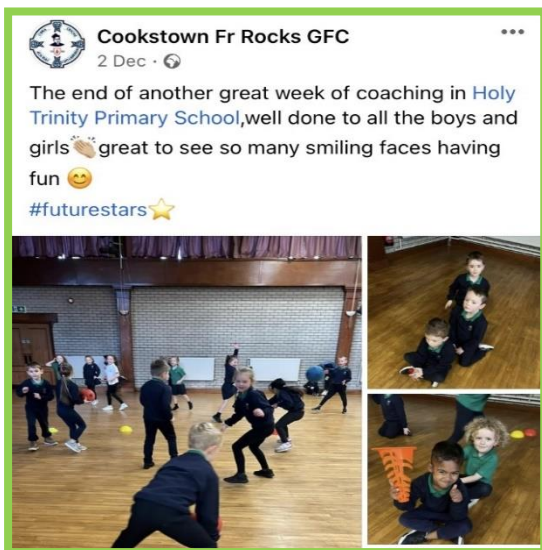 Cookstown Fr Rocks GFC
2 Dec ·
The end of another great week of coaching in Holy
Trinity Primary School,well done to all the boys and
girls👏🏼great to see so many smiling faces having
fun 😊
#futurestars⭐